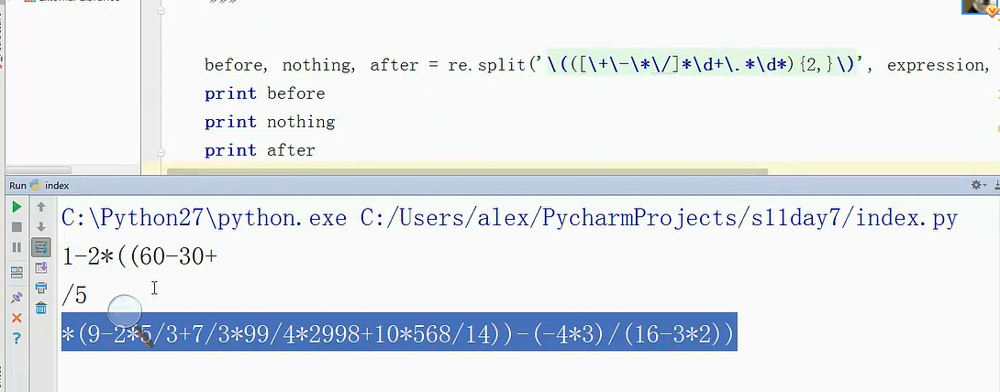 External Libraries
"""
before, nothing, after = re.split('\(([\+\-\*\/]*\d+\.*\d*){2,}\)', expression,
print before
print nothing
print after
Run index
C:\Python27\python.exe C:/Users/alex/PycharmProjects/s11day7/index.py
1-2*((60-30+
/5
*(9-2*5/3+7/3*99/4*2998+10*568/14))-(-4*3)/(16-3*2))